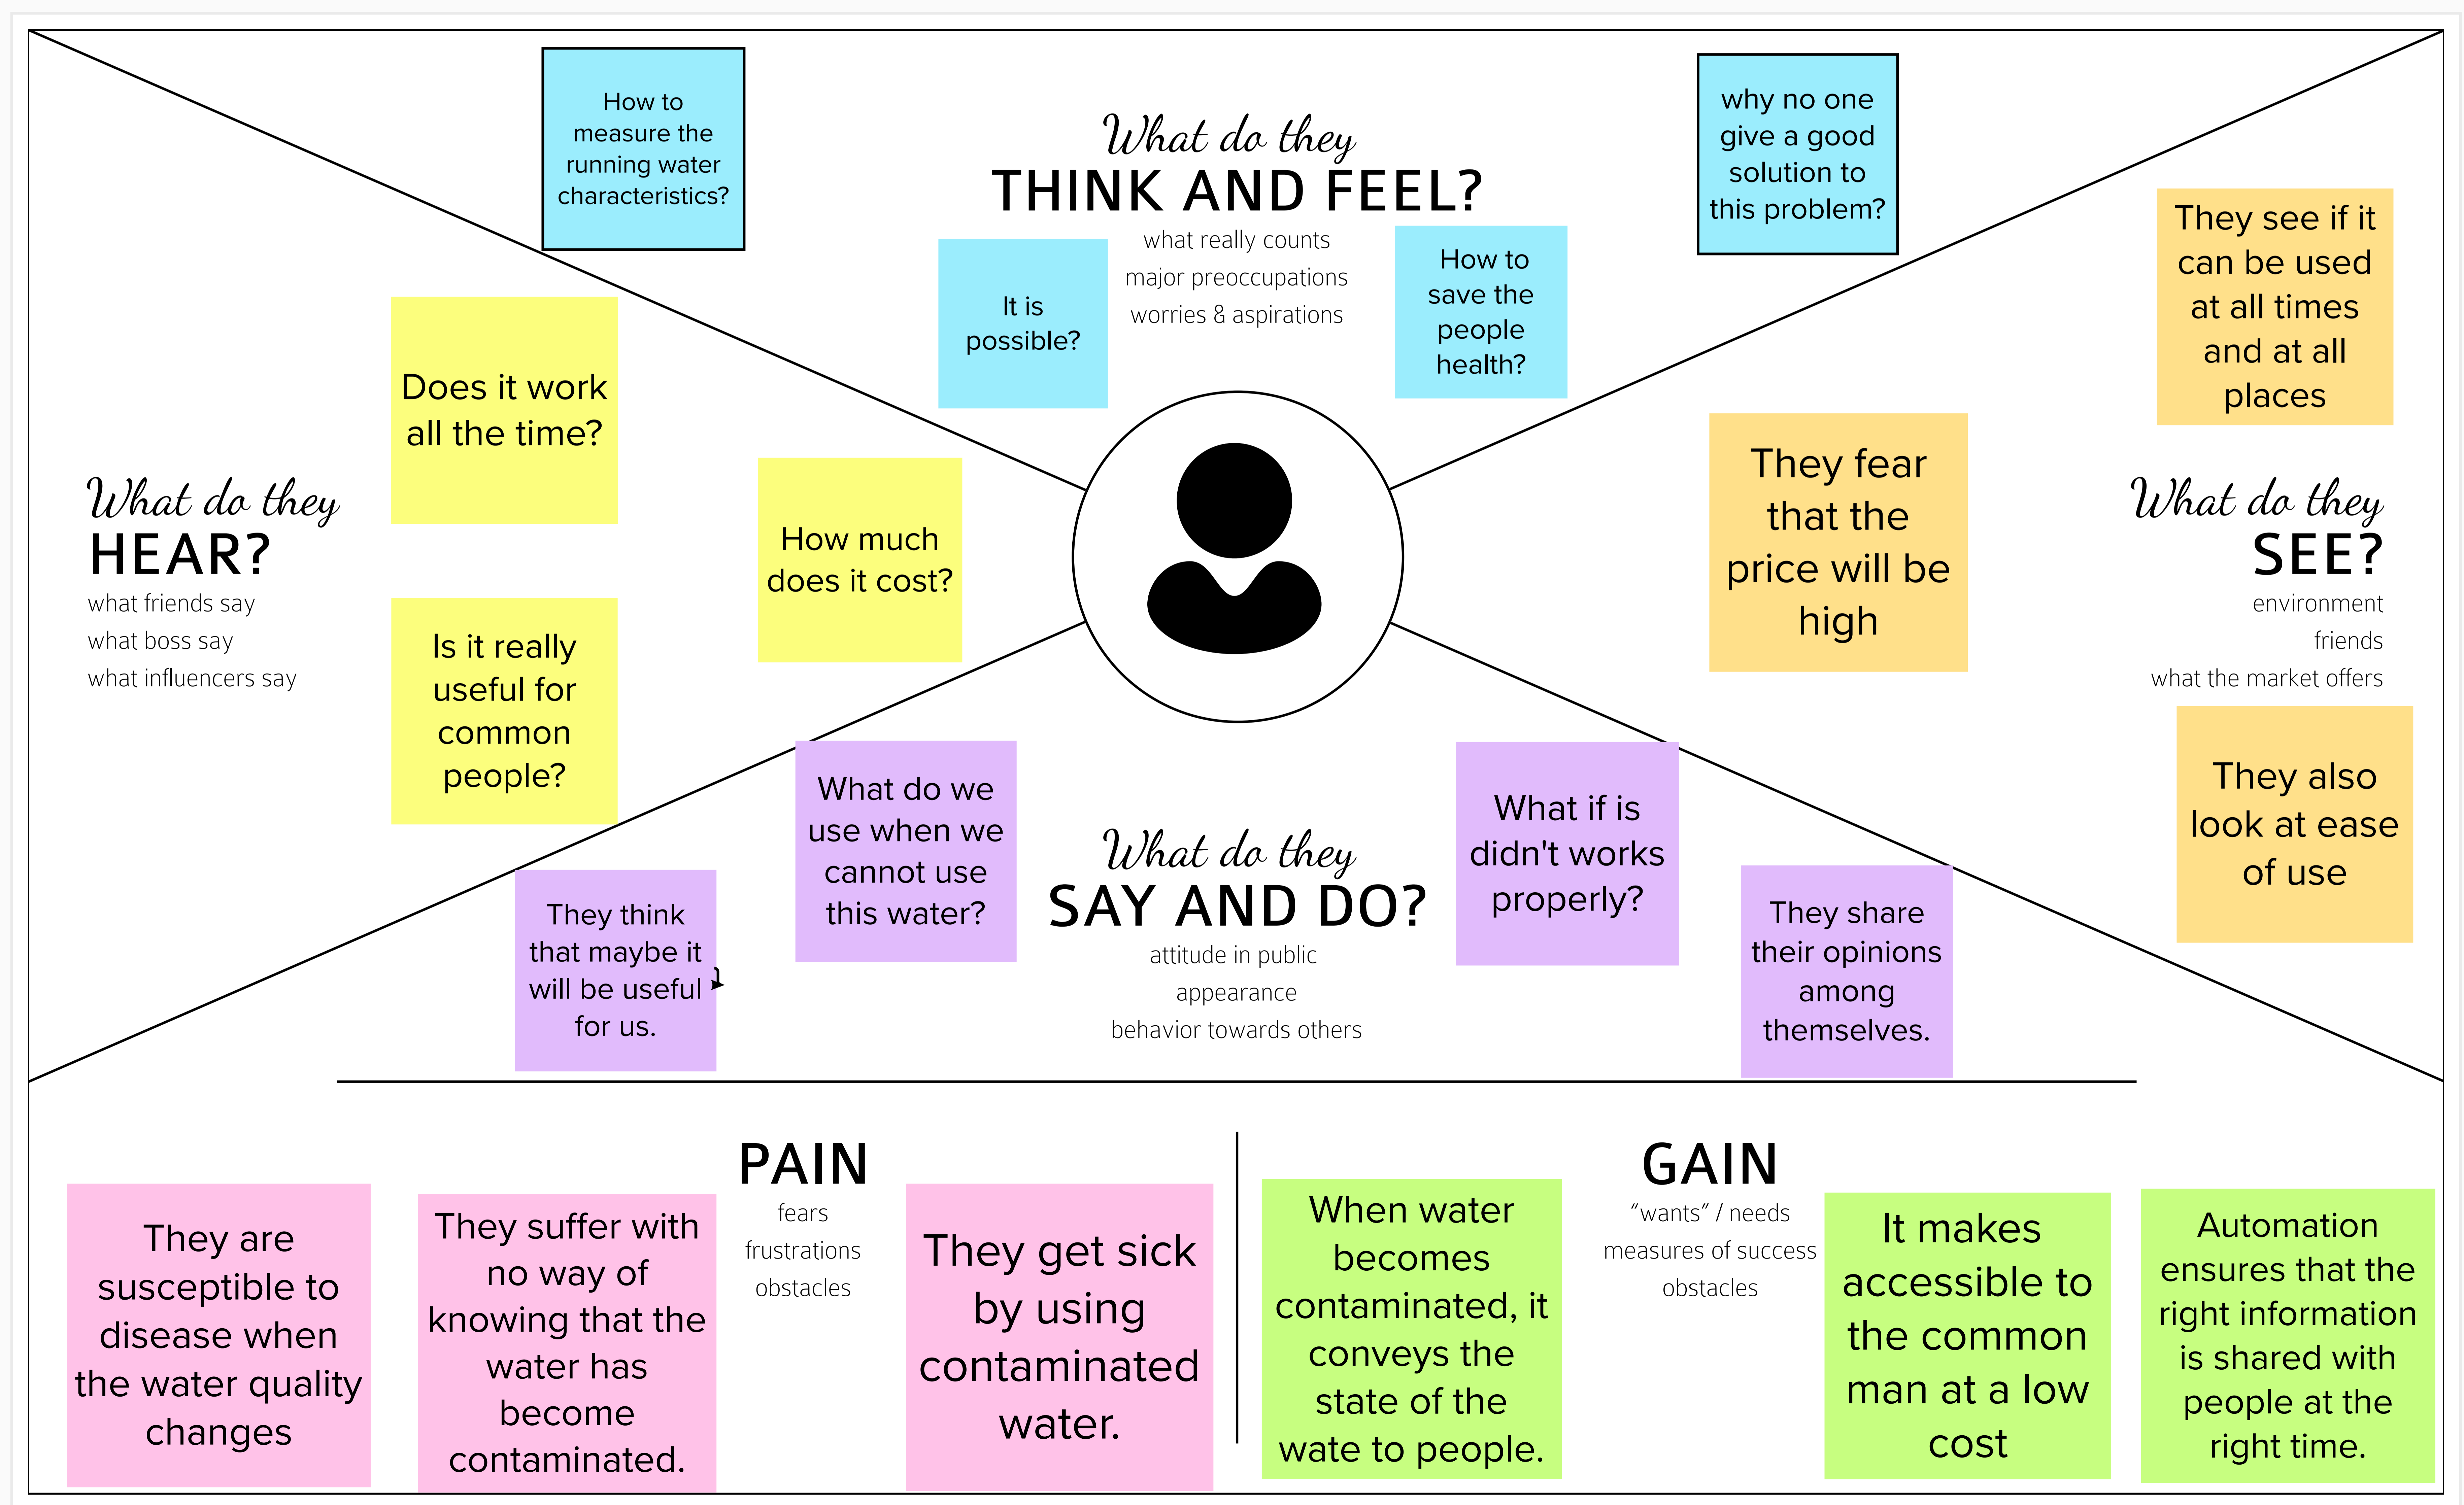 How to
measure the
running water
characteristics?
What do they
THINK AND FEEL?
what really counts
major preoccupations
worries & aspirations
It is
possible?
How to
save the
people
health?
why no one
give a good
solution to
this problem?
What do they
HEAR?
what friends say
what boss say
what influencers say
Does it work
all the time?
How much
does it cost?
Is it really
useful for
common
people?
They see if it
can be used
at all times
and at all
places
They fear
that the
price will be
high
What do they
SEE?
environment
friends
what the market offers
They also
look at ease
of use
They think
that maybe it
will be useful
for us.
What do we
use when we
cannot use
this water?
What do they
SAY AND DO?
attitude in public
appearance
behavior towards others
What if is
didn't works
properly?
They share
their opinions
among
themselves.
PAIN
fears
frustrations
obstacles
They are
susceptible to
disease when
the water quality
changes
They suffer with
no way of
knowing that the
water has
become
contaminated.
They get sick
by using
contaminated
water.
GAIN
“wants” / needs
measures of success
obstacles
When water
becomes
contaminated, it
conveys the
state of the
wate to people.
It makes
accessible to
the common
man at a low
cost
Automation
ensures that the
right information
is shared with
people at the
right time.